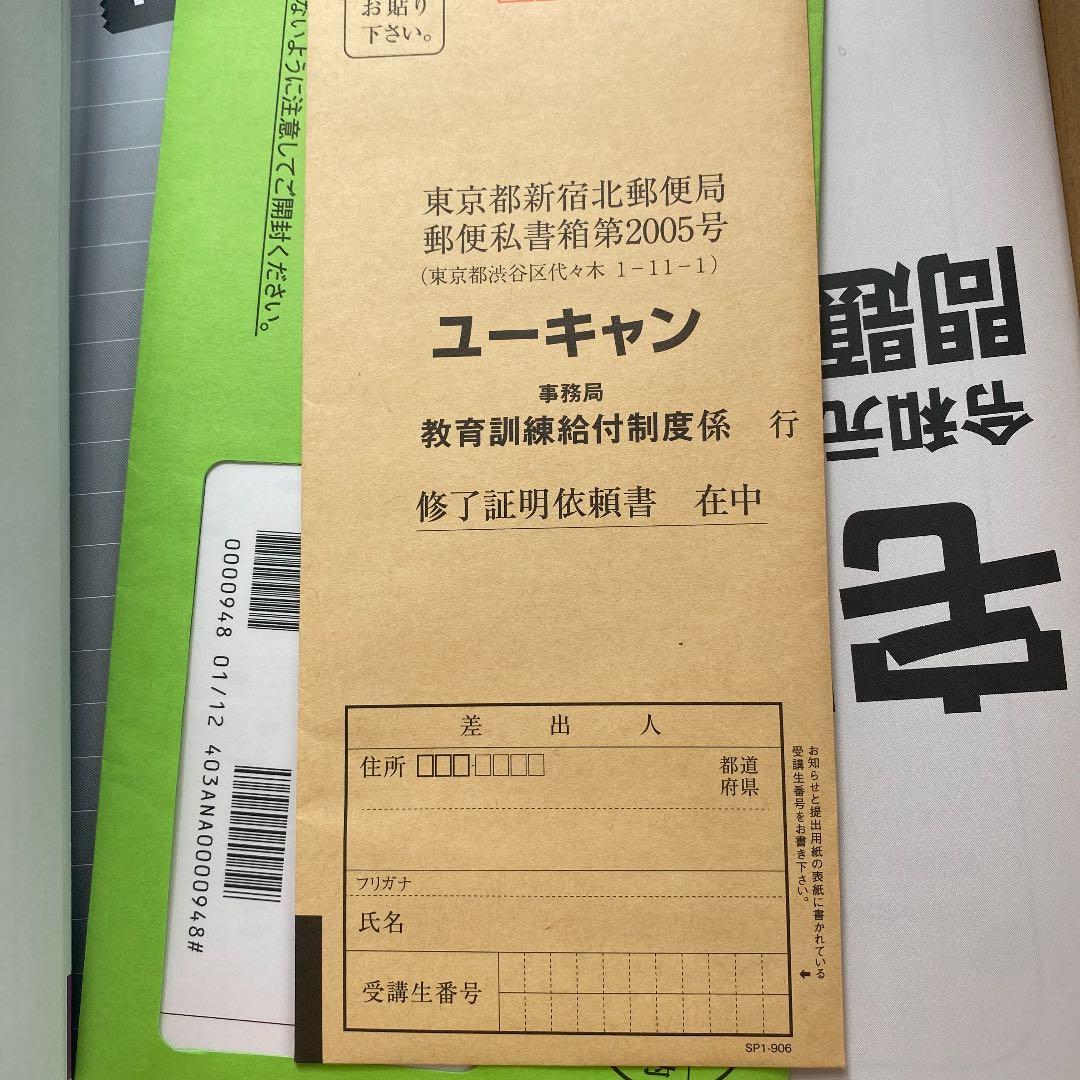 お貼り
下さい。
東京都新宿北郵便局
郵便私書箱第2005号
(東京都渋谷区代々木 1-11-1)
ユーキャン
事務局
教育訓練給付制度係 行
修了証明依頼書 在中
差出人
住所
都道
府県
フリガナ
氏名
受講生番号
お知らせと提出用紙の表紙に書かれている
受講生番号をお書き下さい。
SP1-906
ないように注意してご開封ください。
0000948 01/12 403ANA0000948#
令和元
問題
宅